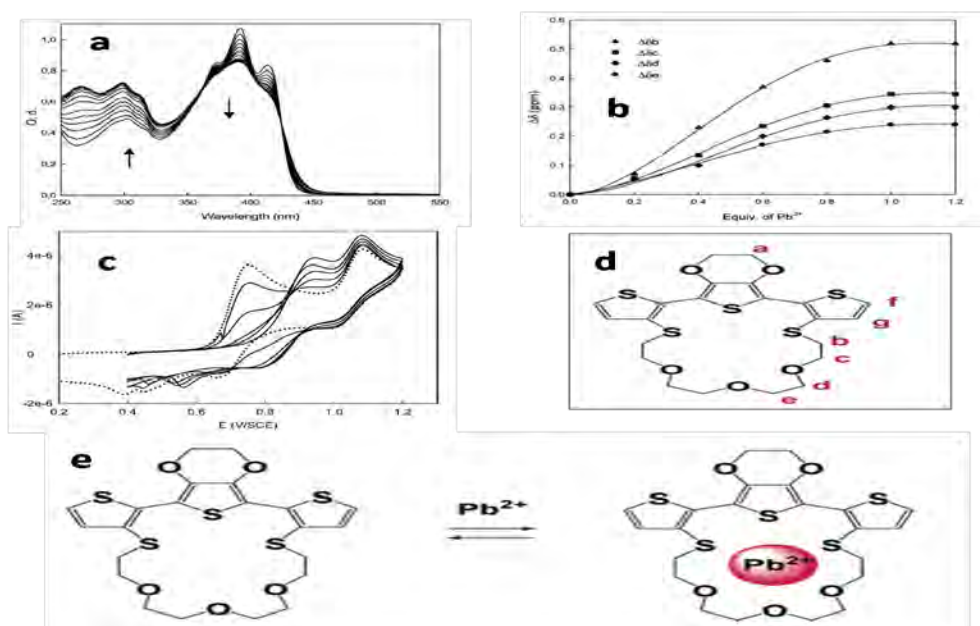 a
1,0
0,8
0,6
0,4
0,2
0,0
O.d.
250 300 350 400 450 500 550
Wavelength (nm)
b
0.6
0.5
0.4
0.3
0.2
0.1
0.0
Δδ (ppm)
Δδb
Δδc
Δδd
Δδe
0.0 0.2 0.4 0.6 0.8 1.0 1.2
Equiv. of Pb²⁺
c
4e-6
2e-6
0
-2e-6
I (A)
0.2 0.4 0.6 0.8 1.0 1.2
E (V/SCE)
d
a
O O
S S S
f
g
S S
b
c
O O
d
O
e
e
O O
S S S
S S
O O
O
Pb²⁺
O O
S S S
S S
Pb²⁺
O O
O